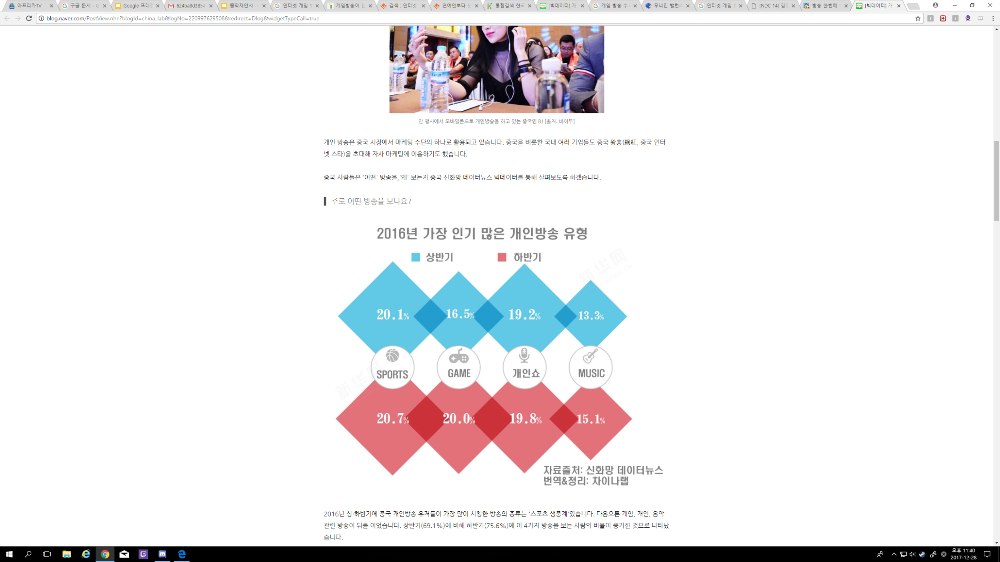 아프리카TV
구글 문서 - G
Google 프레젠
624ba8d3854
졸작제안서 -
인터넷 게임 방
게임방송이 인
검색 : 인터넷
연예인보다 낫
통합검색 한국
[빅데이터] 개
게임 방송 수요
무너진 밸런스
인터넷 게임
[NDC 14] 김정
방송 한번에
[빅데이터] 개
blog.naver.com/PostView.nhn?blogId=china_lab&logNo=220997629508&redirect=Dlog&widgetTypeCall=true
한 행사에서 모바일폰으로 개인방송을 하고 있는 중국인 BJ [출처: 바이두]
개인 방송은 중국 시장에서 마케팅 수단의 하나로 활용되고 있습니다. 중국을 비롯한 국내 여러 기업들도 중국 왕훙(網紅, 중국 인터
넷 스타)을 초대해 자사 마케팅에 이용하기도 했습니다.
중국 사람들은 '어떤' 방송을, '왜' 보는지 중국 신화망 데이터뉴스 빅데이터를 통해 살펴보도록 하겠습니다.
주로 어떤 방송을 보나요?
2016년 가장 인기 많은 개인방송 유형
상반기 하반기
20.1% 16.5% 19.2% 13.3%
SPORTS GAME 개인쇼 MUSIC
20.7% 20.0% 19.8% 15.1%
新华网
新华网
자료출처: 신화망 데이터뉴스
번역&정리: 차이나랩
2016년 상·하반기에 중국 개인방송 유저들이 가장 많이 시청한 방송의 종류는 '스포츠 생중계'였습니다. 다음으론 게임, 개인, 음악
관련 방송이 뒤를 이었습니다. 상반기(69.1%)에 비해 하반기(75.6%)에 이 4가지 방송을 보는 사람의 비율이 증가한 것으로 나타났
습니다.
오후 11:40
2017-12-28